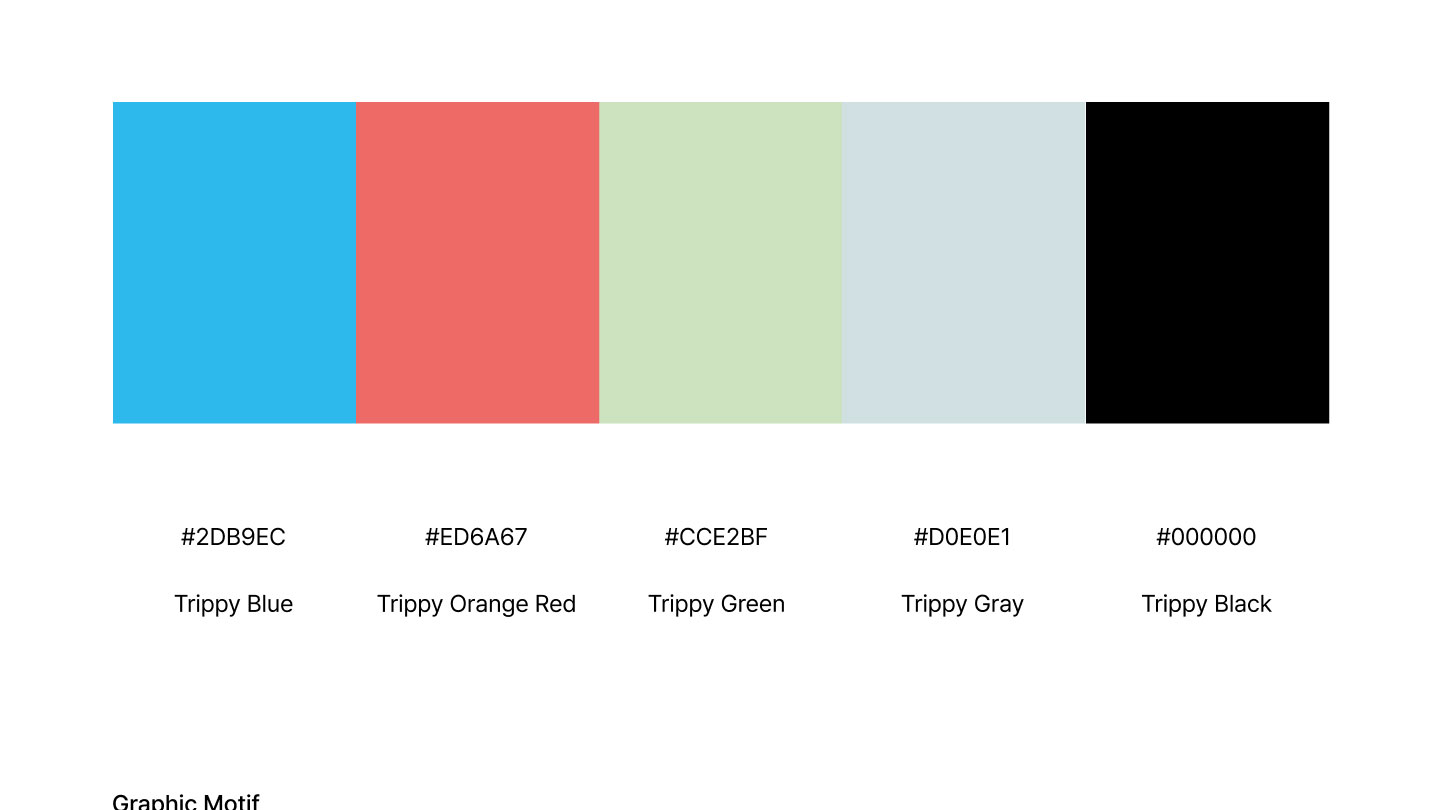 #2DB9EC #ED6A67 #CCE2BF #D0E0E1 #000000
Trippy Blue Trippy Orange Red Trippy Green Trippy Gray Trippy Black
Graphic Motif